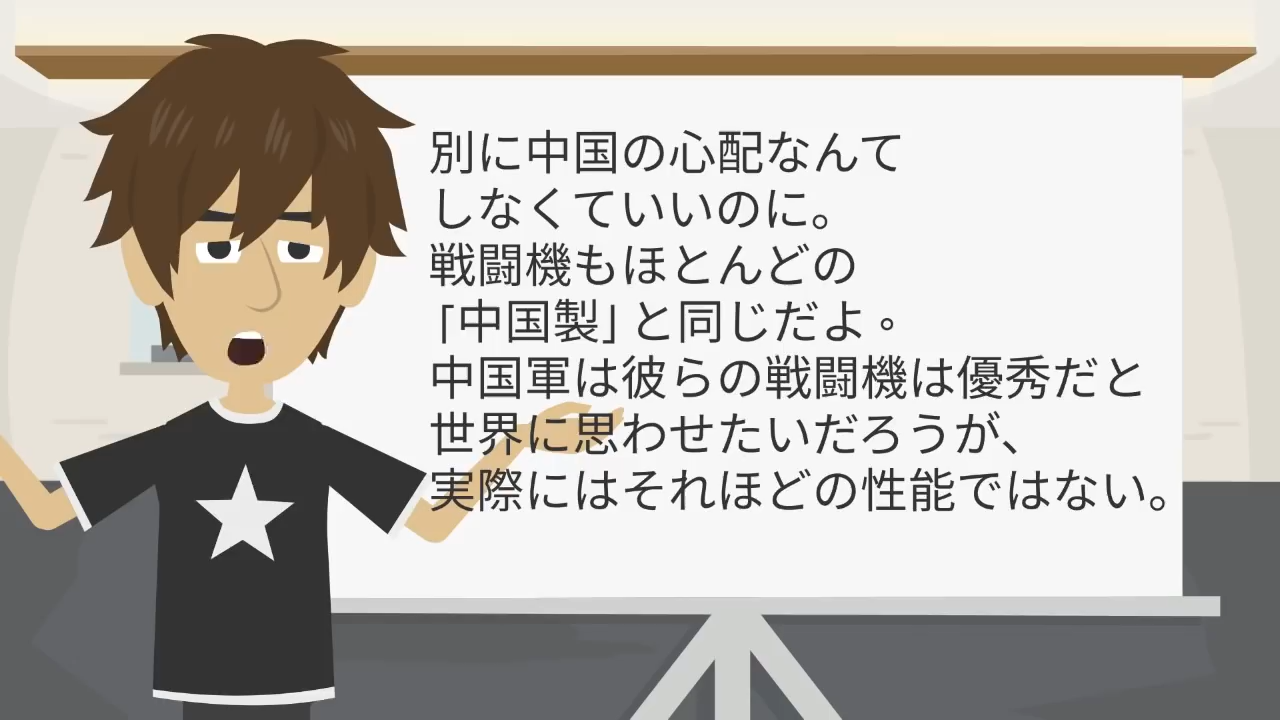 別に中国の心配なんて
しなくていいのに。
戦闘機もほとんどの
「中国製」と同じだよ。
中国軍は彼らの戦闘機は優秀だと
世界に思わせたいだろうが、
実際にはそれほどの性能ではない。